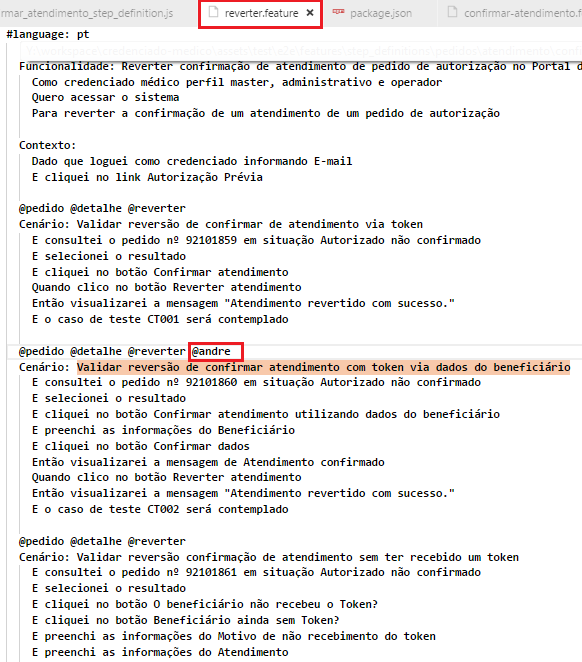 rmar_atendimento_step_definition.js
reverter.feature
package.json
confirmar-atendimento.f
#language: pt
Funcionalidade: Reverter confirmação de atendimento de pedido de autorização no Portal d
Como credenciado médico perfil master, administrativo e operador
Quero acessar o sistema
Para reverter a confirmação de um atendimento de um pedido de autorização
Contexto:
Dado que loguei como credenciado informando E-mail
E cliquei no link Autorização Prévia
@pedido @detalhe @reverter
Cenário: Validar reversão de confirmar de atendimento via token
E consultei o pedido nº 92101859 em situação Autorizado não confirmado
E selecionei o resultado
E cliquei no botão Confirmar atendimento
Quando clico no botão Reverter atendimento
Então visualizarei a mensagem "Atendimento revertido com sucesso."
E o caso de teste CT001 será contemplado
@pedido @detalhe @reverter @andre
Cenário: Validar reversão de confirmar atendimento com token via dados do beneficiário
E consultei o pedido nº 92101860 em situação Autorizado não confirmado
E selecionei o resultado
E cliquei no botão Confirmar atendimento utilizando dados do beneficiário
E preenchi as informações do Beneficiário
E cliquei no botão Confirmar dados
Então visualizarei a mensagem de Atendimento confirmado
Quando clico no botão Reverter atendimento
Então visualizarei a mensagem "Atendimento revertido com sucesso."
E o caso de teste CT002 será contemplado
@pedido @detalhe @reverter
Cenário: Validar reversão confirmação de atendimento sem ter recebido um token
E consultei o pedido nº 92101861 em situação Autorizado não confirmado
E selecionei o resultado
E cliquei no botão O beneficiário não recebeu o Token?
E cliquei no botão Beneficiário ainda sem Token?
E preenchi as informações do Motivo de não recebimento do token
E preenchi as informações do Atendimento